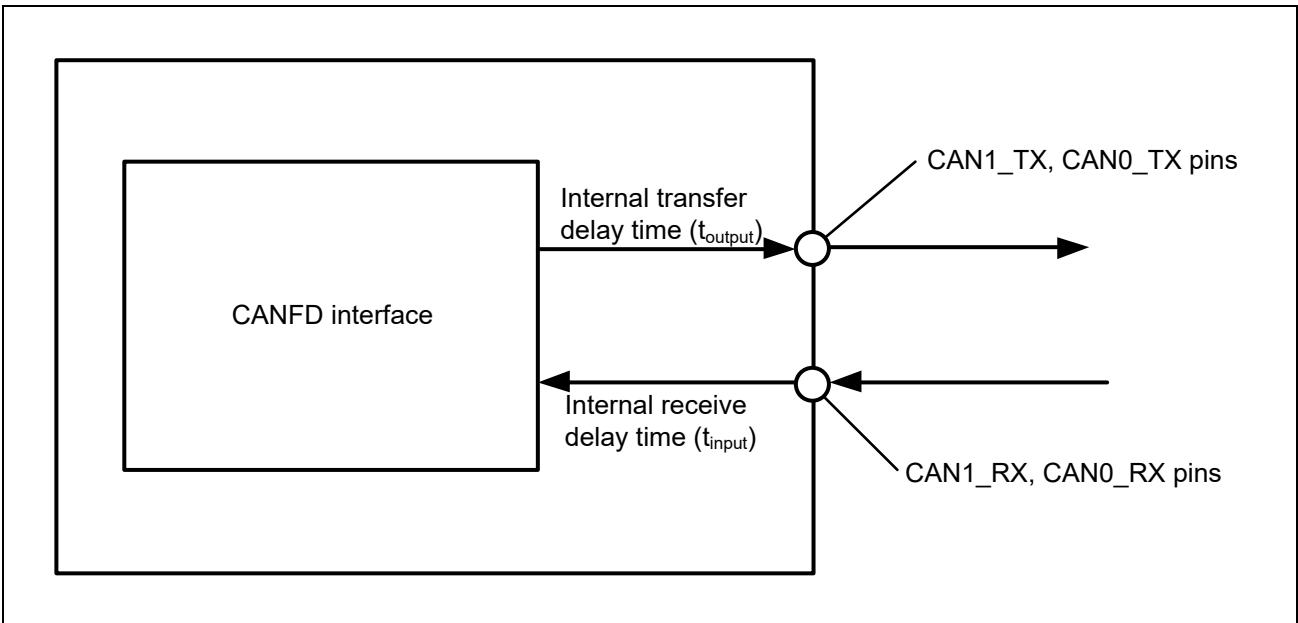 CAN1_TX, CAN0_TX pins
Internal transfer
delay time (toutput)
CANFD interface
Internal receive
delay time (tinput)
CAN1_RX, CAN0_RX pins